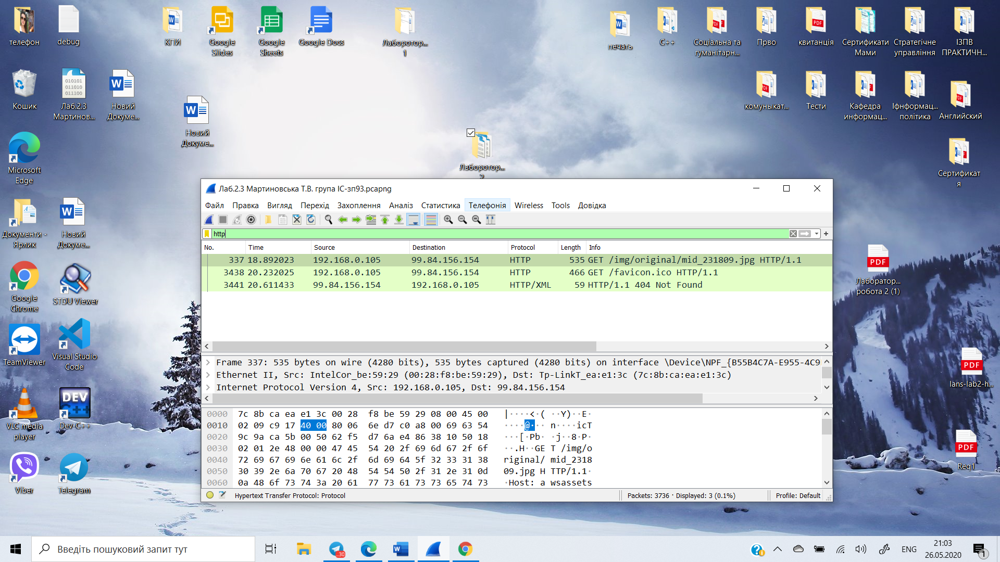 телефон
debug
КПИ
Google Slides
Google Sheets
Google Docs
Лаборотор...
1
печать
C++
Соціальна та гуманітарн...
Прво
квитанція
Сертификати Мами
Стратегічне управління
ІЗПВ ПРАКТИЧН...
Кошик
Лаб.2.3 Мартинов...
Новий Докуме...
Новий Докуме...
комуныкат...
Тести
Кафедра информац...
Іфнформац... політика
Английский
Лзборотор...
2
Сертификат
я
Microsoft Edge
Документи - Ярлик
Новий Докуме...
Google Chrome
STDU Viewer
TeamViewer
Visual Studio Code
VLC media player
Dev-C++
Viber
Telegram
Лаборатор... робота 2 (1)
lans-lab2-h...
Req1
Лаб.2.3 Мартиновська Т.В. група ІС-зп93.pcapng
Файл Правка Вигляд Перехід Захоплення Аналіз Статистика Телефонія Wireless Tools Довідка
http
No. Time Source Destination Protocol Length Info
337 18.892023 192.168.0.105 99.84.156.154 HTTP 535 GET /img/original/mid_231809.jpg HTTP/1.1
3438 20.232025 192.168.0.105 99.84.156.154 HTTP 466 GET /favicon.ico HTTP/1.1
3441 20.611433 99.84.156.154 192.168.0.105 HTTP/XML 59 HTTP/1.1 404 Not Found
Frame 337: 535 bytes on wire (4280 bits), 535 bytes captured (4280 bits) on interface \Device\NPF_{B55B4C7A-E955-4C9
Ethernet II, Src: IntelCor_be:59:29 (00:28:f8:be:59:29), Dst: Tp-LinkT_ea:e1:3c (7c:8b:ca:ea:e1:3c)
Internet Protocol Version 4, Src: 192.168.0.105, Dst: 99.84.156.154
0000 7c 8b ca ea e1 3c 00 28 f8 be 59 29 08 00 45 00 |····<·( ··Y)··E·
0010 02 09 c9 17 40 00 80 06 6e d7 c0 a8 00 69 63 54 ····@··· n····icT
0020 9c 9a ca 5b 00 50 62 f5 d7 6a e4 86 38 10 50 18 ···[·Pb· ·j··8·P·
0030 02 01 2e 48 00 00 47 45 54 20 2f 69 6d 67 2f 6f ··.H··GE T /img/o
0040 72 69 67 69 6e 61 6c 2f 6d 69 64 5f 32 33 31 38 riginal/ mid_2318
0050 30 39 2e 6a 70 67 20 48 54 54 50 2f 31 2e 31 0d 09.jpg H TTP/1.1·
0060 0a 48 6f 73 74 3a 20 61 77 73 61 73 73 65 74 73 ·Host: a wsassets
Hypertext Transfer Protocol: Protocol
Packets: 3736 · Displayed: 3 (0.1%)
Profile: Default
Введіть пошуковий запит тут
..30
ENG
21:03
26.05.2020
1